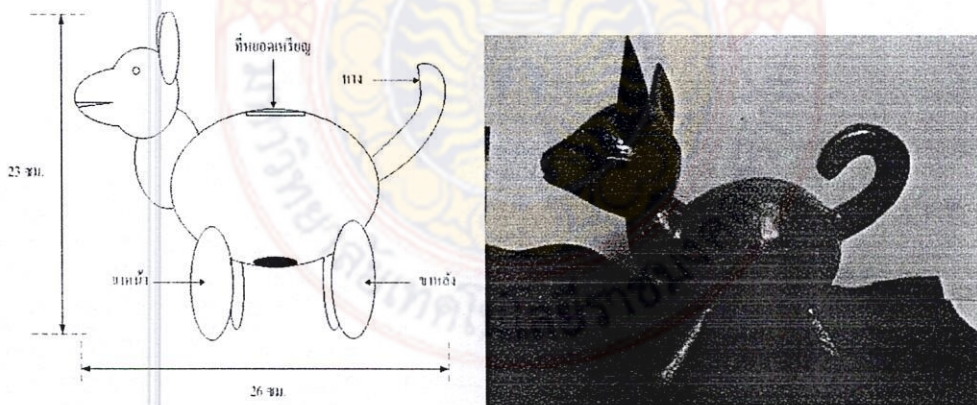 ที่หยอดเหรียญ
หาง
23 ซม.
ขาหน้า
ขาหลัง
26 ซม.